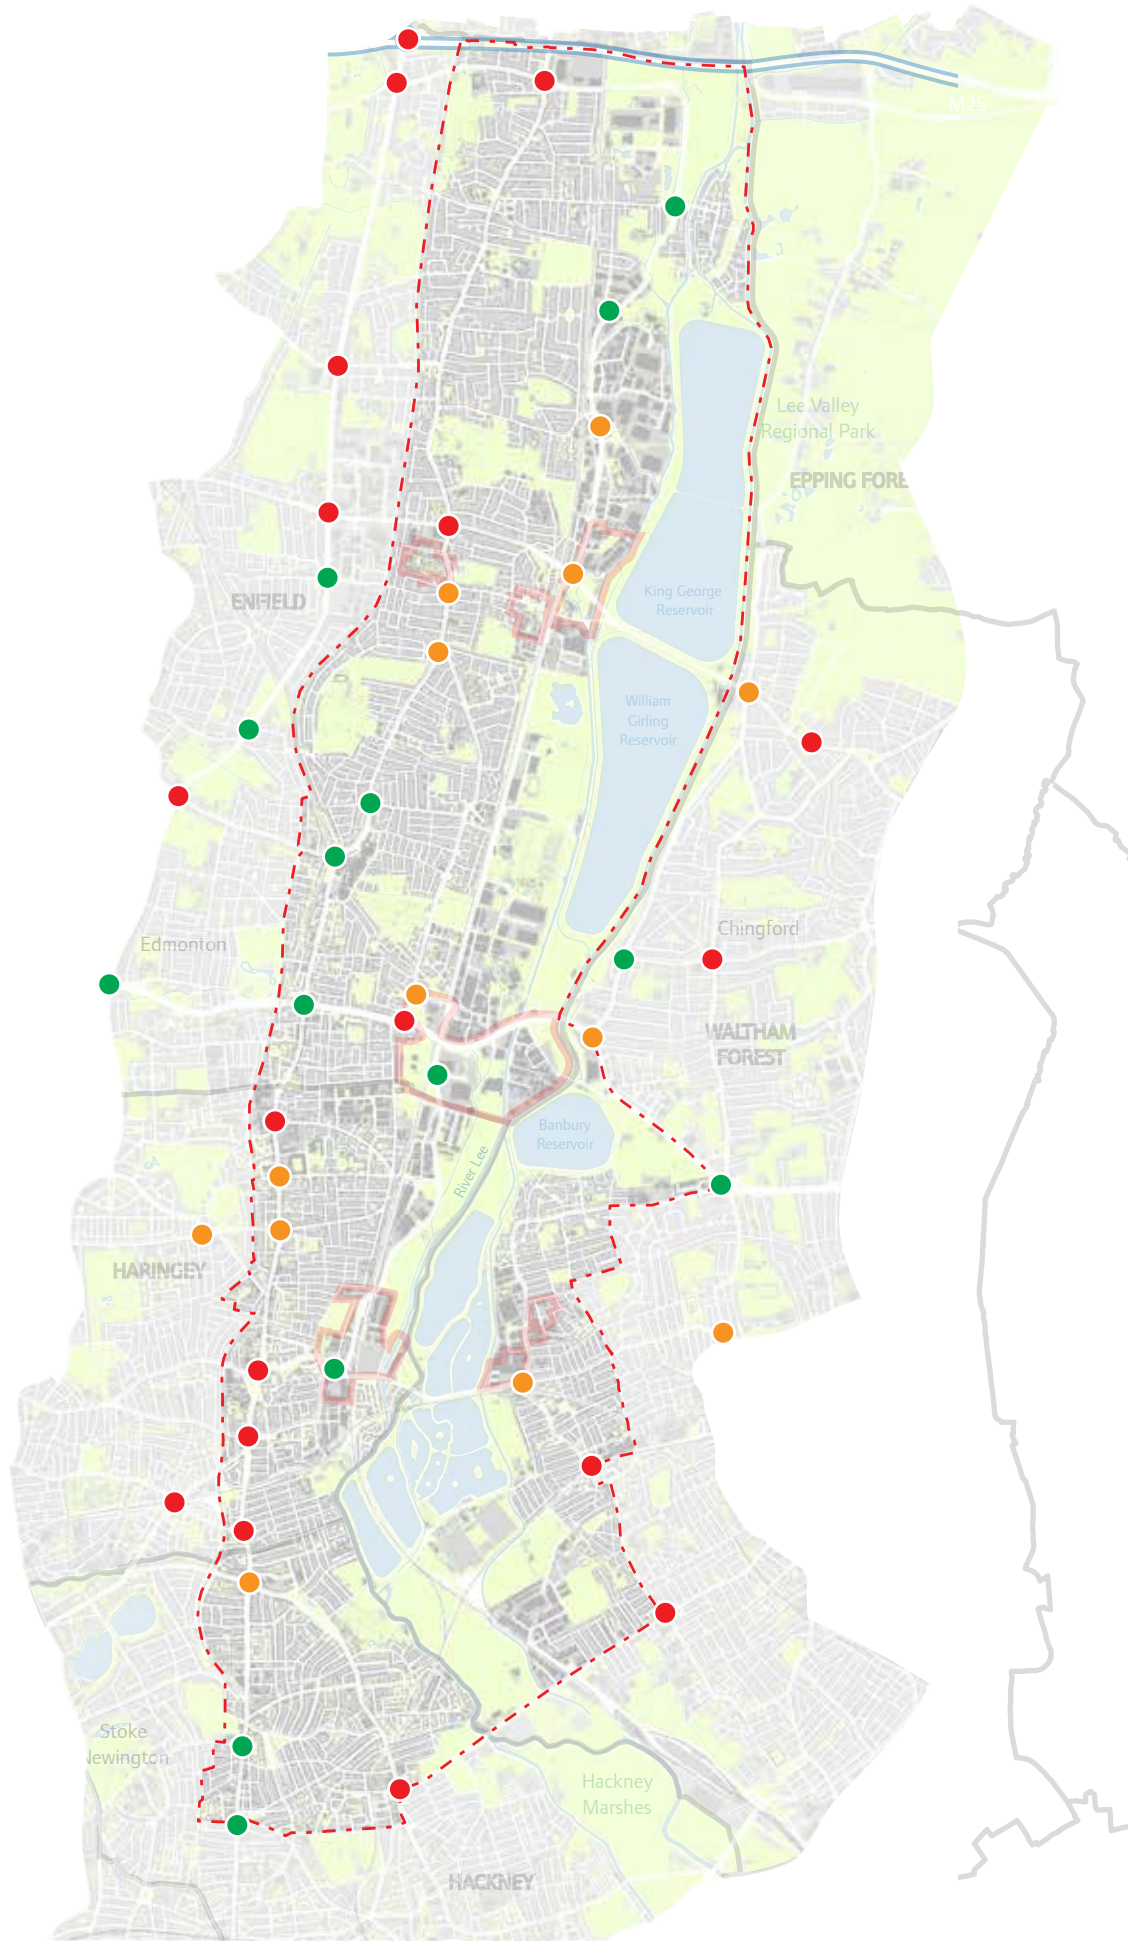 M25
Lee Valley
Regional Park
EPPING FORE
King George
Reservoir
ENFIELD
William
Girling
Reservoir
Chingford
Edmonton
WALTHAM
FOREST
Banbury
Reservoir
River Lee
HARINGEY
Stoke
Newington
Hackney
Marshes
HACKNEY